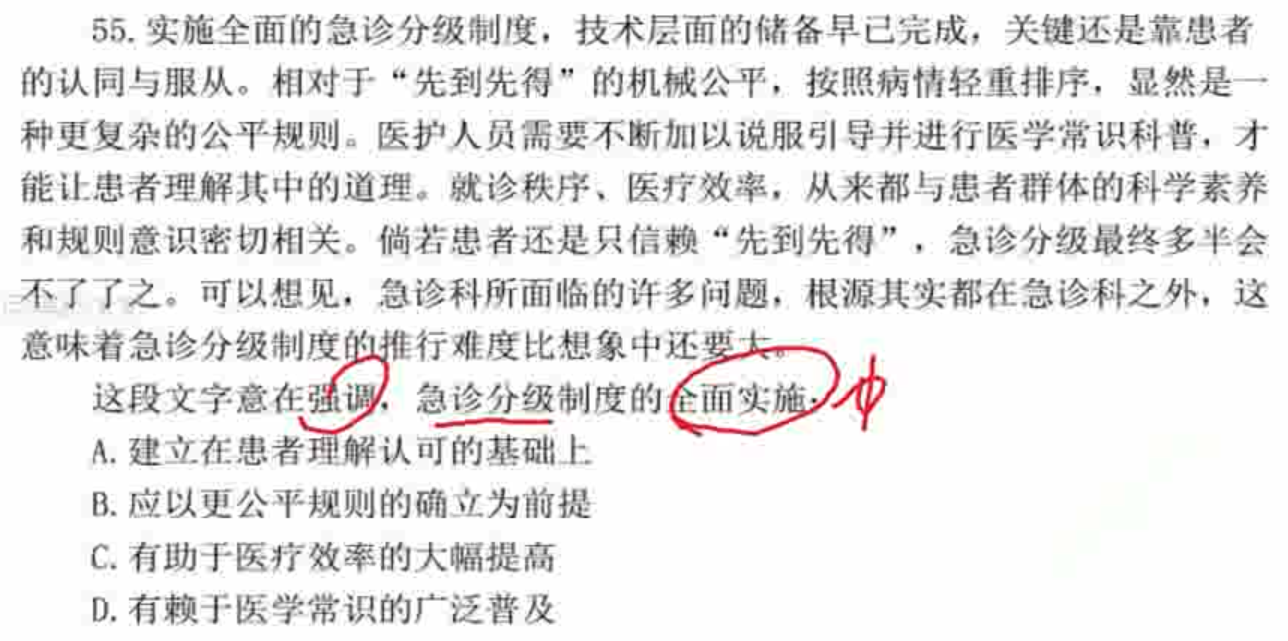 55. 实施全面的急诊分级制度，技术层面的储备早已完成，关键还是靠患者
的认同与服从。相对于“先到先得”的机械公平，按照病情轻重排序，显然是一
种更复杂的公平规则。医护人员需要不断加以说服引导并进行医学常识科普，才
能让患者理解其中的道理。就诊秩序、医疗效率，从来都与患者群体的科学素养
和规则意识密切相关。倘若患者还是只信赖“先到先得”，急诊分级最终多半会
不了了之。可以想见，急诊科所面临的许多问题，根源其实都在急诊科之外，这
意味着急诊分级制度的推行难度比想象中还要大。
这段文字意在强调，急诊分级制度的全面实施：
A. 建立在患者理解认可的基础上
B. 应以更公平规则的确立为前提
C. 有助于医疗效率的大幅提高
D. 有赖于医学常识的广泛普及